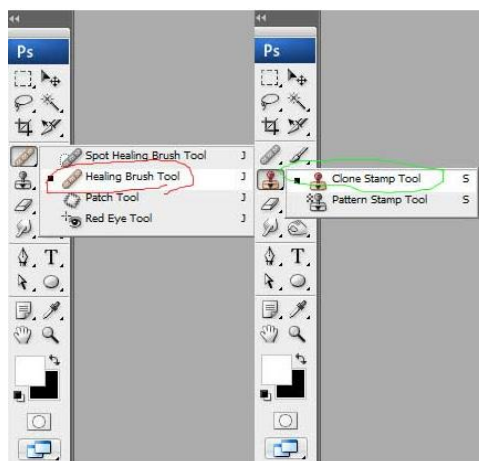 Ps
Spot Healing Brush Tool J
Healing Brush Tool J
Patch Tool J
Red Eye Tool J
T
Ps
Clone Stamp Tool S
Pattern Stamp Tool S
T